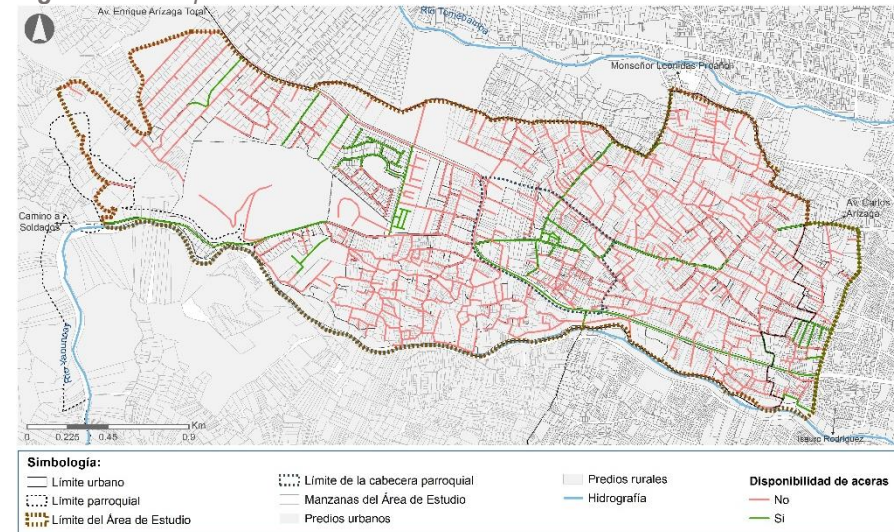 Av. Enrique Arízaga Toral
Río Tomebamba
Monseñor Leonidas Proaño
Av. Carlos
Arízaga
Camino a
Soldados
Río Yanuncay
Isauro Rodríguez
Km
0 0.225 0.45 0.9
Simbología:
Límite urbano
Límite parroquial
Límite del Área de Estudio
Límite de la cabecera parroquial
Manzanas del Área de Estudio
Predios urbanos
Predios rurales
Hidrografía
Disponibilidad de aceras
No
Si